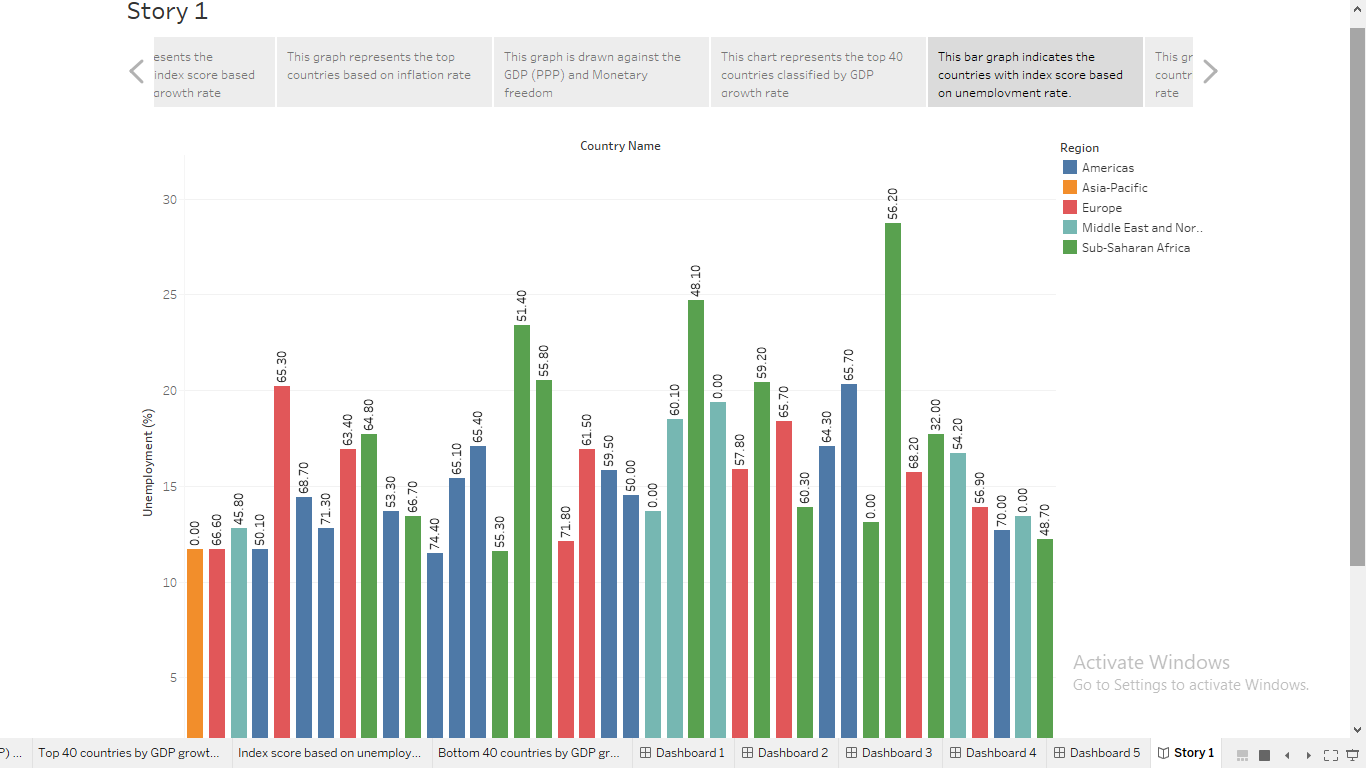 Story 1
esents the
index score based
growth rate
This graph represents the top
countries based on inflation rate
This graph is drawn against the
GDP (PPP) and Monetary
freedom
This chart represents the top 40
countries classified by GDP
growth rate
This bar graph indicates the
countries with index score based
on unemployment rate.
This gr
countr
rate
Country Name
Region
Americas
Asia-Pacific
Europe
Middle East and Nor..
Sub-Saharan Africa
Unemployment (%)
30
25
20
15
10
5
0.00
66.60
45.80
50.10
65.30
68.70
71.30
63.40
64.80
53.30
66.70
74.40
65.10
65.40
55.30
51.40
55.80
71.80
61.50
59.50
50.00
0.00
60.10
48.10
0.00
57.80
59.20
65.70
60.30
64.30
65.70
0.00
56.20
68.20
32.00
54.20
56.90
70.00
0.00
48.70
Activate Windows
Go to Settings to activate Windows.
P) ...
Top 40 countries by GDP growt...
Index score based on unemploy...
Bottom 40 countries by GDP gr...
Dashboard 1
Dashboard 2
Dashboard 3
Dashboard 4
Dashboard 5
Story 1